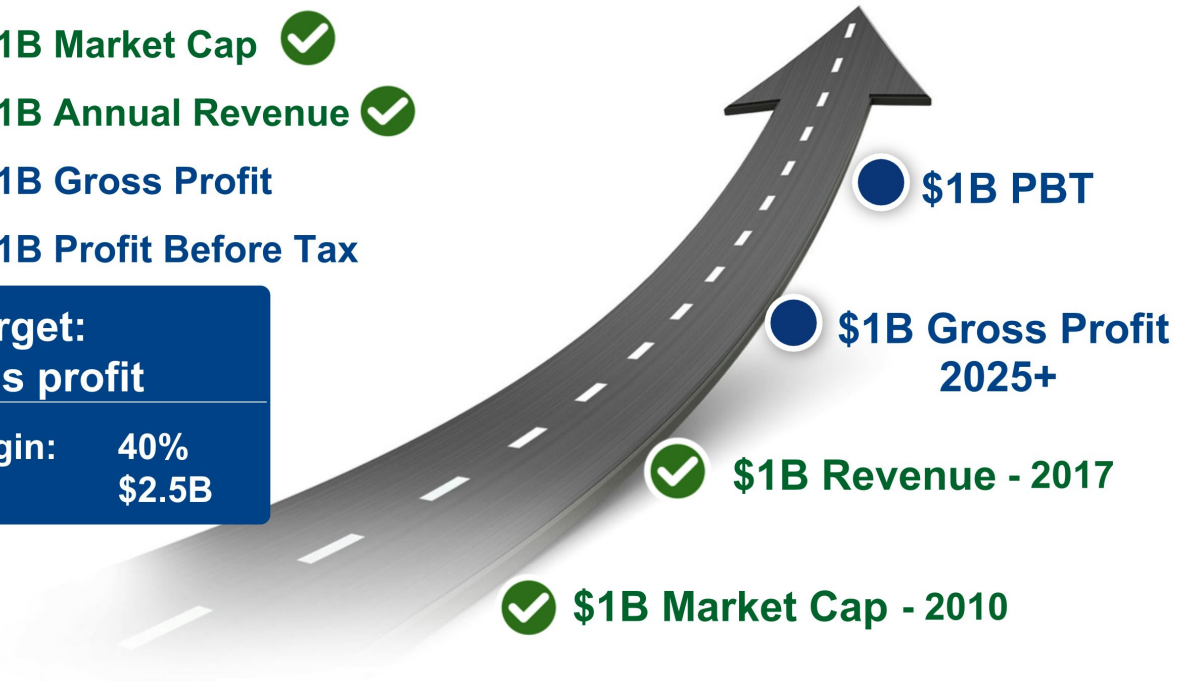 1B Market Cap
1B Annual Revenue
1B Gross Profit
1B Profit Before Tax
rget:
s profit
gin: 40%
$2.5B
$1B PBT
$1B Gross Profit
2025+
$1B Revenue - 2017
$1B Market Cap - 2010